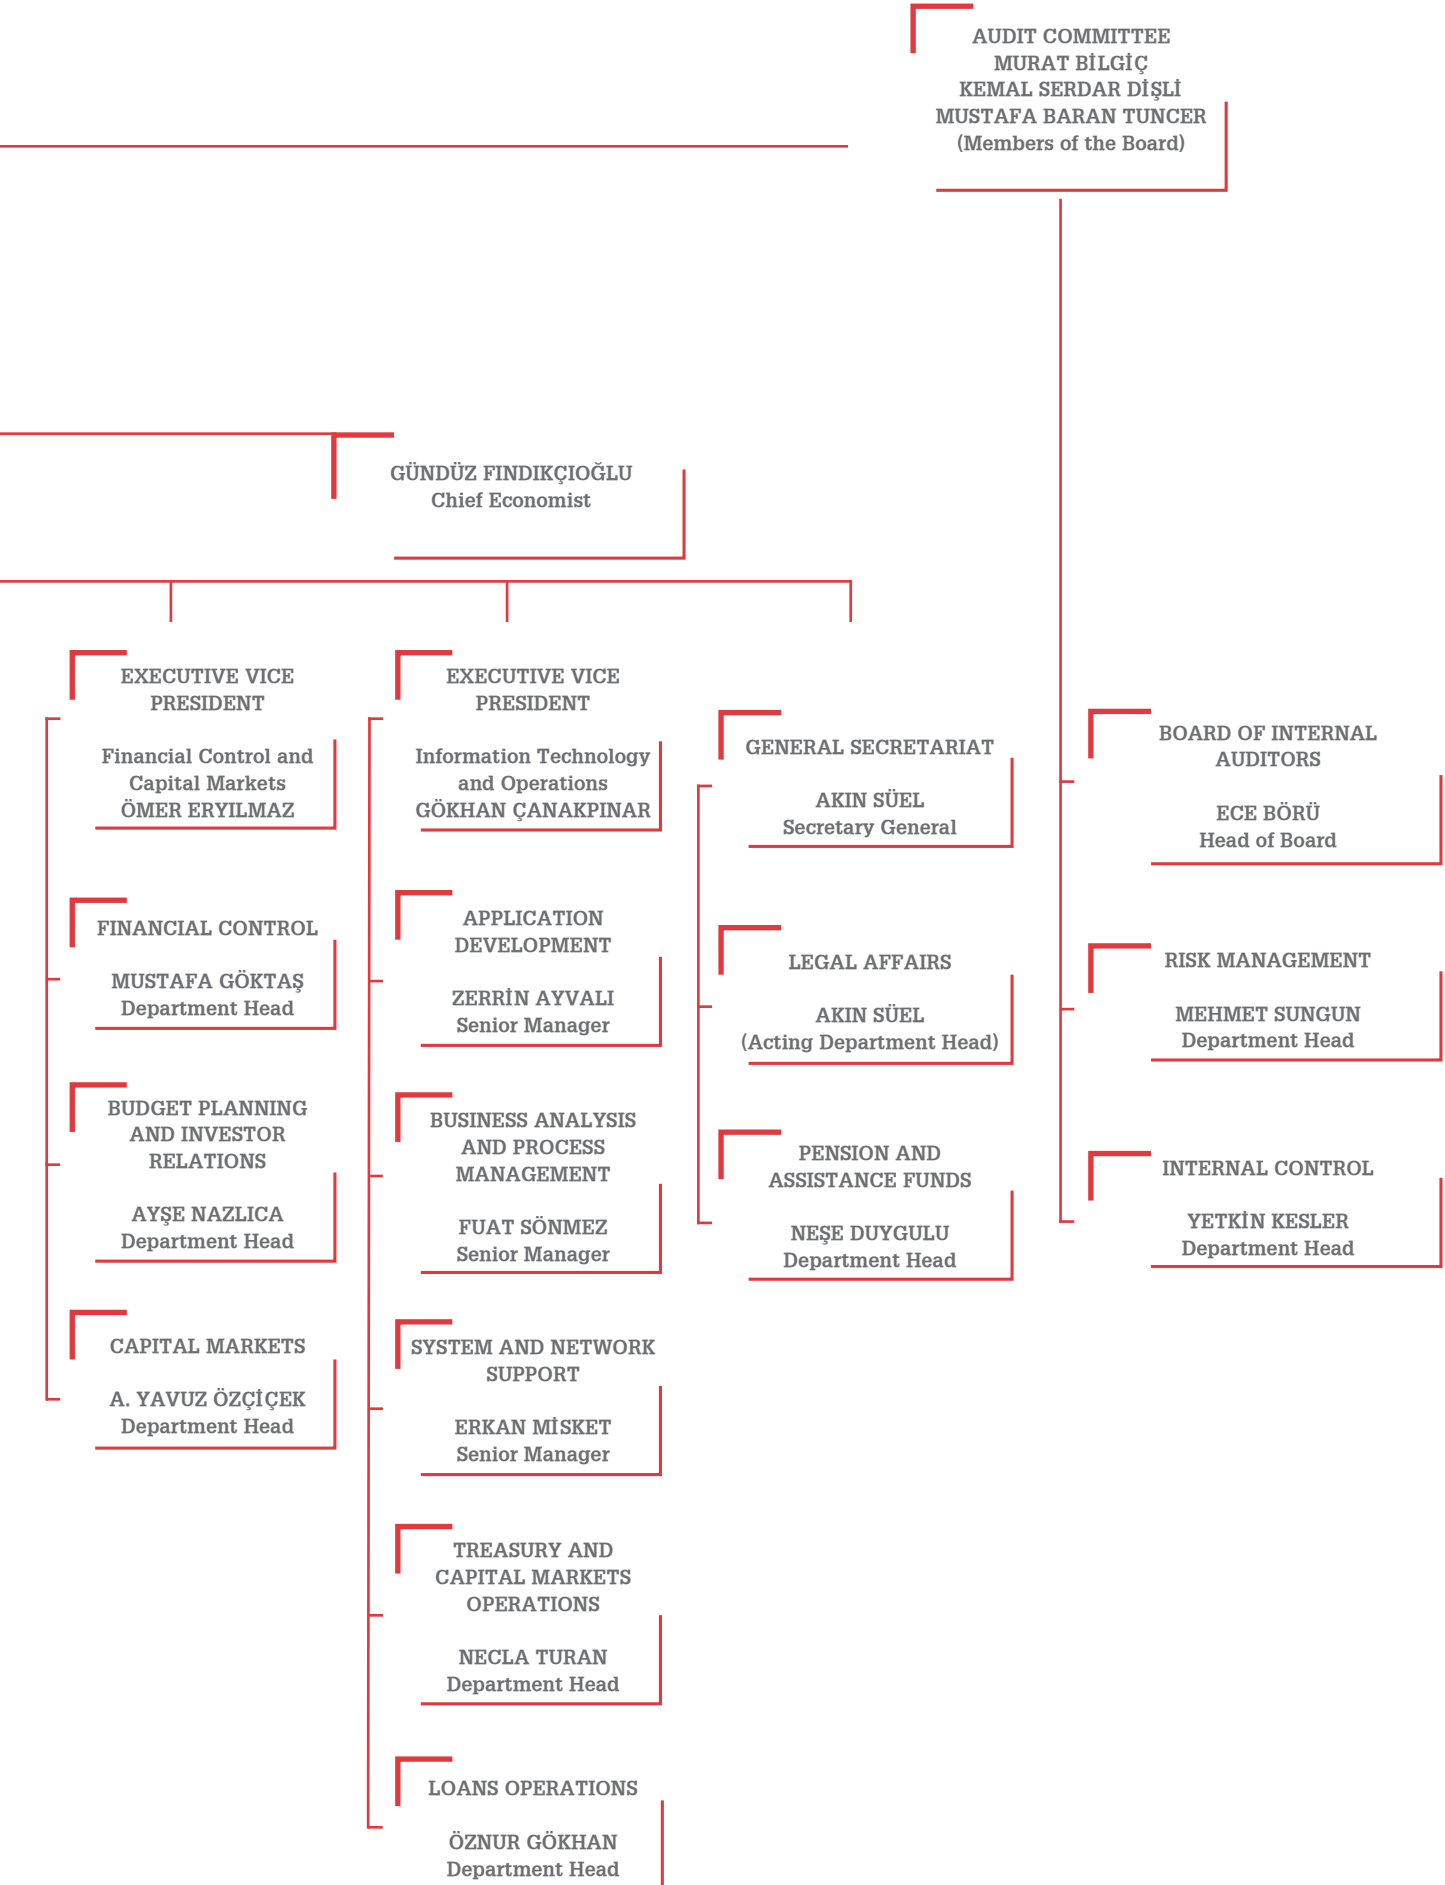 AUDIT COMMITTEE
MURAT BİLGİÇ
KEMAL SERDAR DİŞLİ
MUSTAFA BARAN TUNCER
(Members of the Board)
GÜNDÜZ FINDIKÇIOĞLU
Chief Economist
EXECUTIVE VICE
PRESIDENT
Financial Control and
Capital Markets
ÖMER ERYILMAZ
FINANCIAL CONTROL
MUSTAFA GÖKTAŞ
Department Head
BUDGET PLANNING
AND INVESTOR
RELATIONS
AYŞE NAZLICA
Department Head
CAPITAL MARKETS
A. YAVUZ ÖZÇİÇEK
Department Head
EXECUTIVE VICE
PRESIDENT
Information Technology
and Operations
GÖKHAN ÇANAKPINAR
APPLICATION
DEVELOPMENT
ZERRİN AYVALI
Senior Manager
BUSINESS ANALYSIS
AND PROCESS
MANAGEMENT
FUAT SÖNMEZ
Senior Manager
SYSTEM AND NETWORK
SUPPORT
ERKAN MİSKET
Senior Manager
TREASURY AND
CAPITAL MARKETS
OPERATIONS
NECLA TURAN
Department Head
LOANS OPERATIONS
ÖZNUR GÖKHAN
Department Head
GENERAL SECRETARIAT
AKIN SÜEL
Secretary General
LEGAL AFFAIRS
AKIN SÜEL
(Acting Department Head)
PENSION AND
ASSISTANCE FUNDS
NEŞE DUYGULU
Department Head
BOARD OF INTERNAL
AUDITORS
ECE BÖRÜ
Head of Board
RISK MANAGEMENT
MEHMET SUNGUN
Department Head
INTERNAL CONTROL
YETKİN KESLER
Department Head